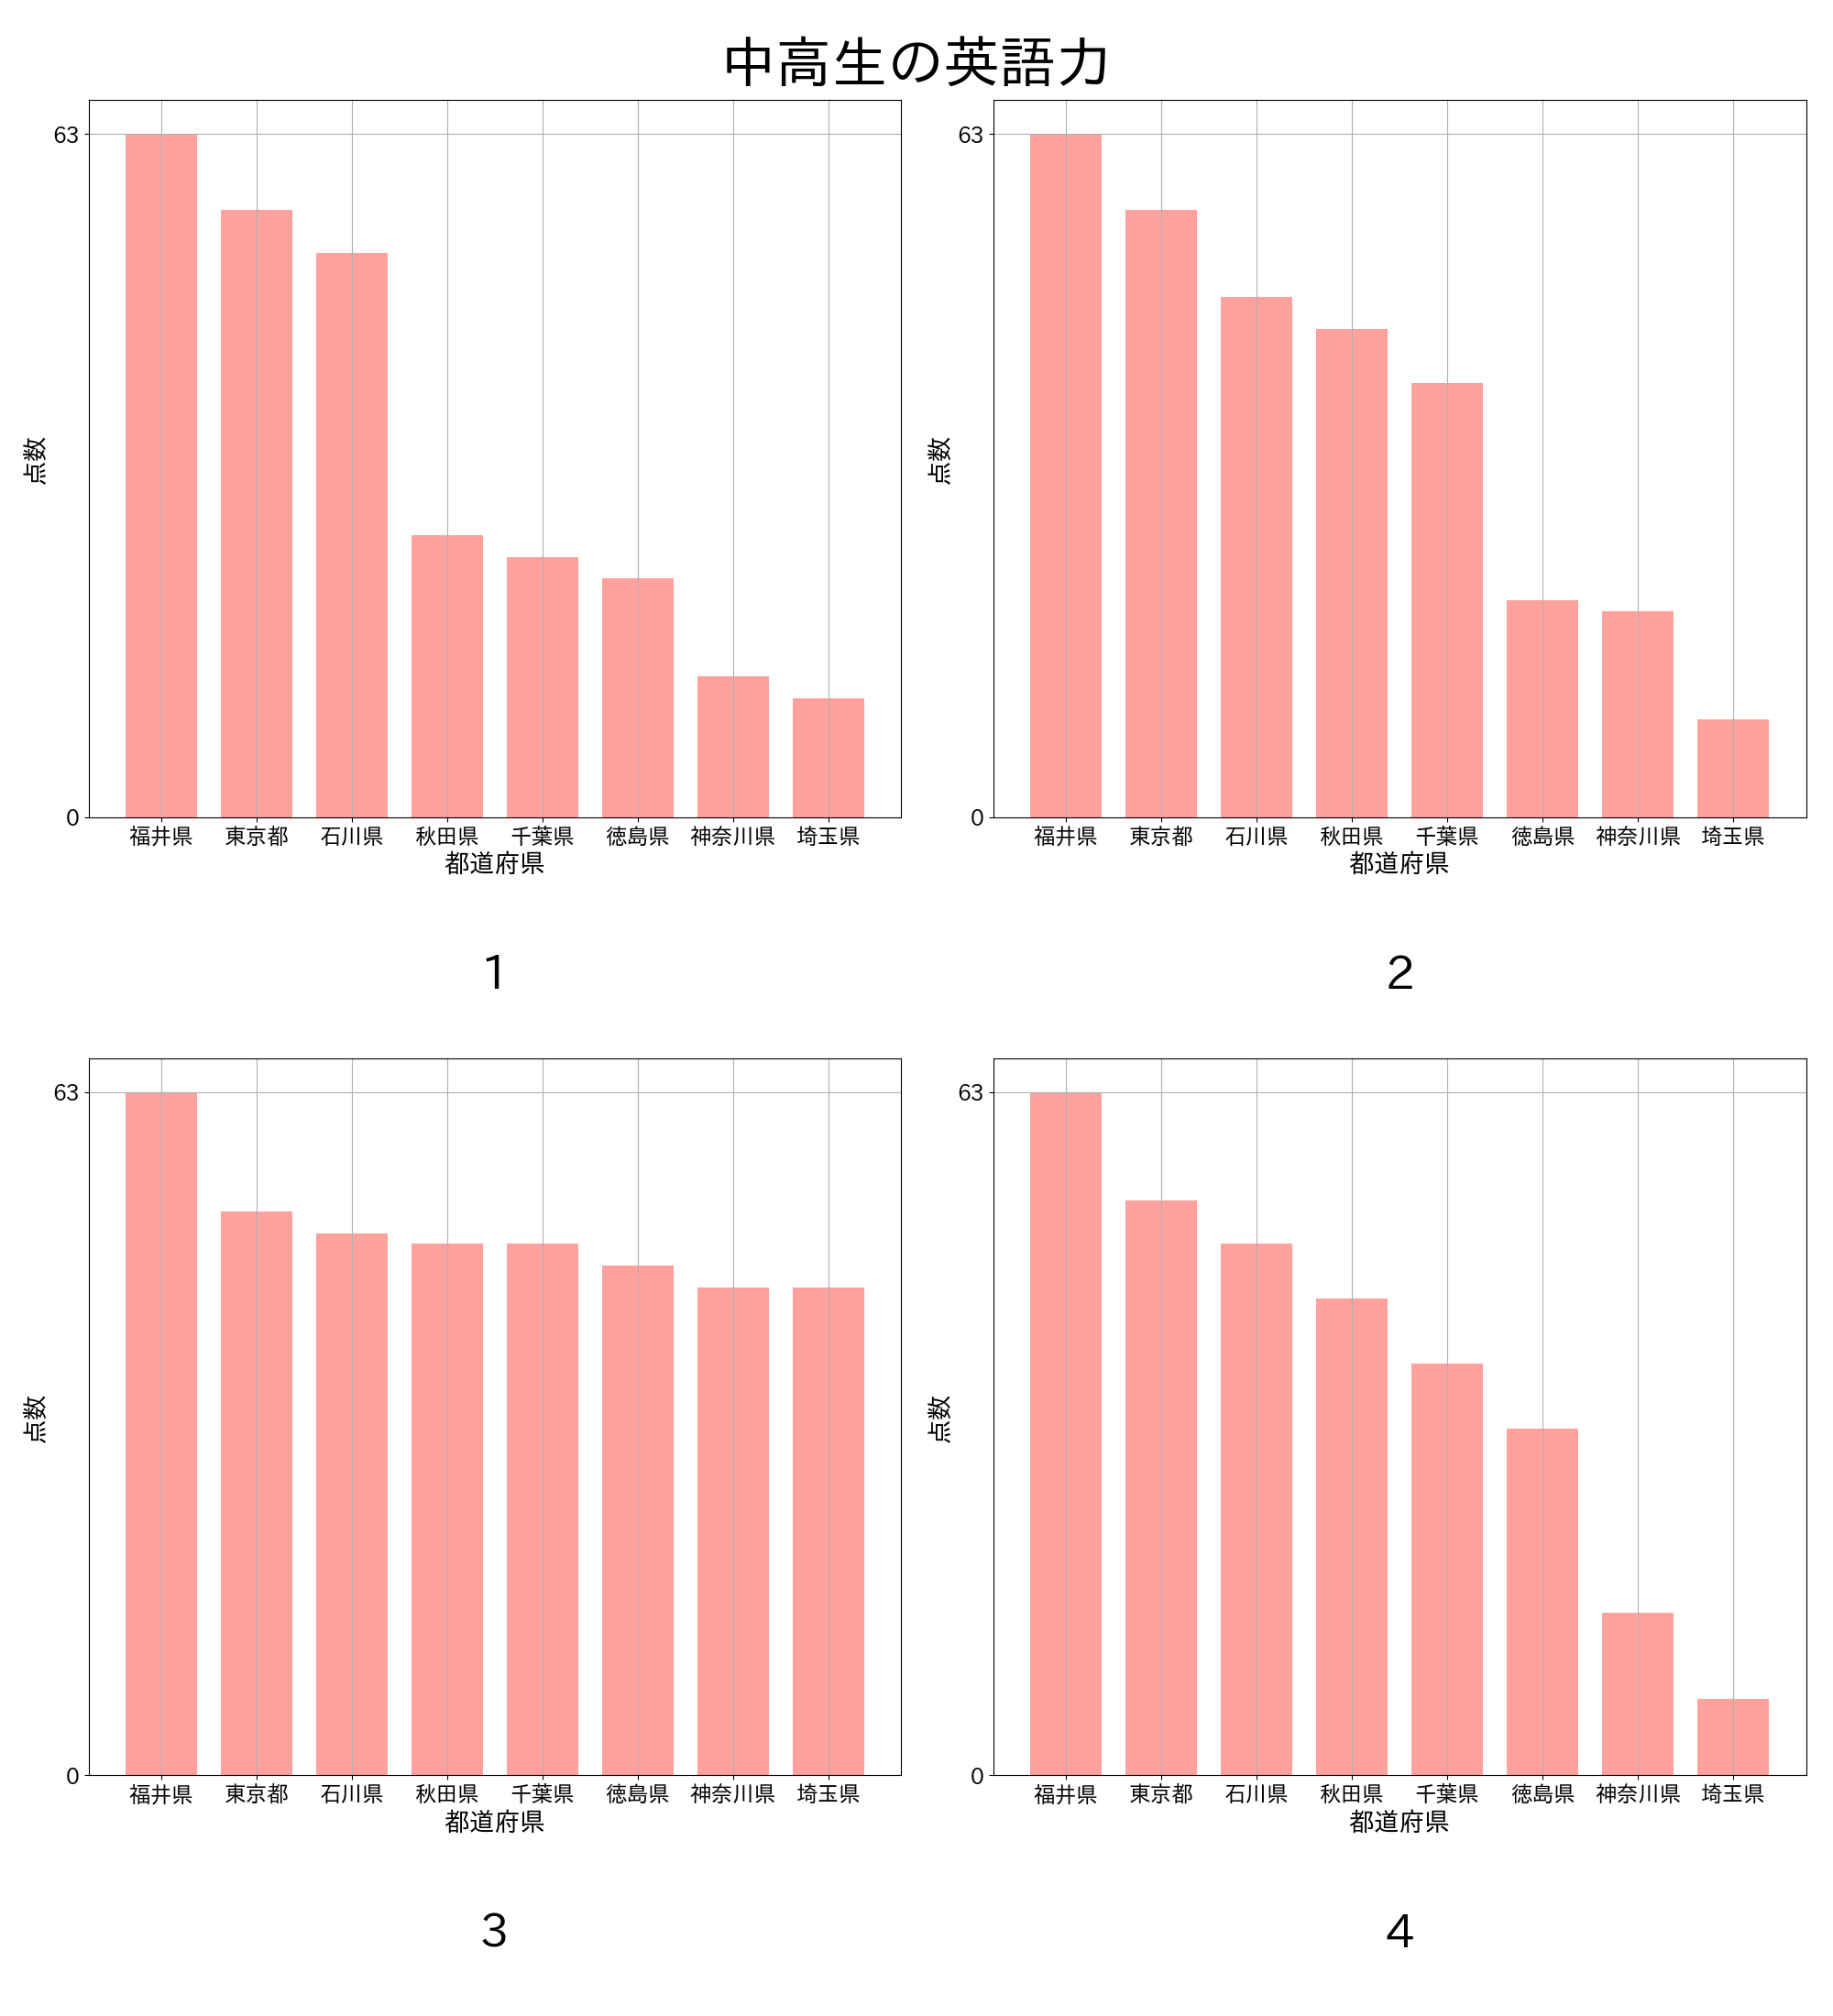 中高生の英語力
63
点数
0
福井県 東京都 石川県 秋田県 千葉県 徳島県 神奈川県 埼玉県
都道府県
1
63
点数
0
福井県 東京都 石川県 秋田県 千葉県 徳島県 神奈川県 埼玉県
都道府県
2
63
点数
0
福井県 東京都 石川県 秋田県 千葉県 徳島県 神奈川県 埼玉県
都道府県
3
63
点数
0
福井県 東京都 石川県 秋田県 千葉県 徳島県 神奈川県 埼玉県
都道府県
4